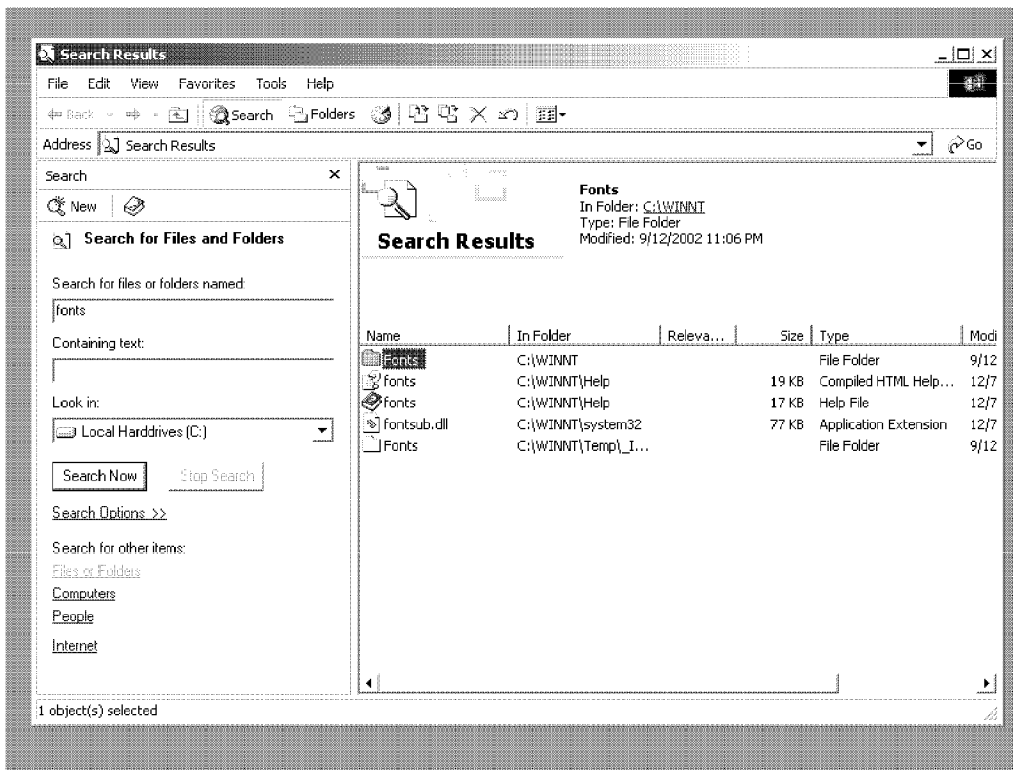 Search Results
File Edit View Favorites Tools Help
Back Search Folders
Address Search Results Go
Search
New
Search for Files and Folders
Search for files or folders named:
fonts
Containing text:
Look in:
Local Harddrives (C:)
Search Now Stop Search
Search Options >>
Search for other items:
Files or Folders
Computers
People
Internet
Search Results
Fonts
In Folder: C:\WINNT
Type: File Folder
Modified: 9/12/2002 11:06 PM
Name In Folder Releva... Size Type Modi
Fonts C:\WINNT File Folder 9/12
fonts C:\WINNT\Help 19 KB Compiled HTML Help... 12/7
fonts C:\WINNT\Help 17 KB Help File 12/7
fontsub.dll C:\WINNT\system32 77 KB Application Extension 12/7
Fonts C:\WINNT\Temp\_I... File Folder 9/12
1 object(s) selected